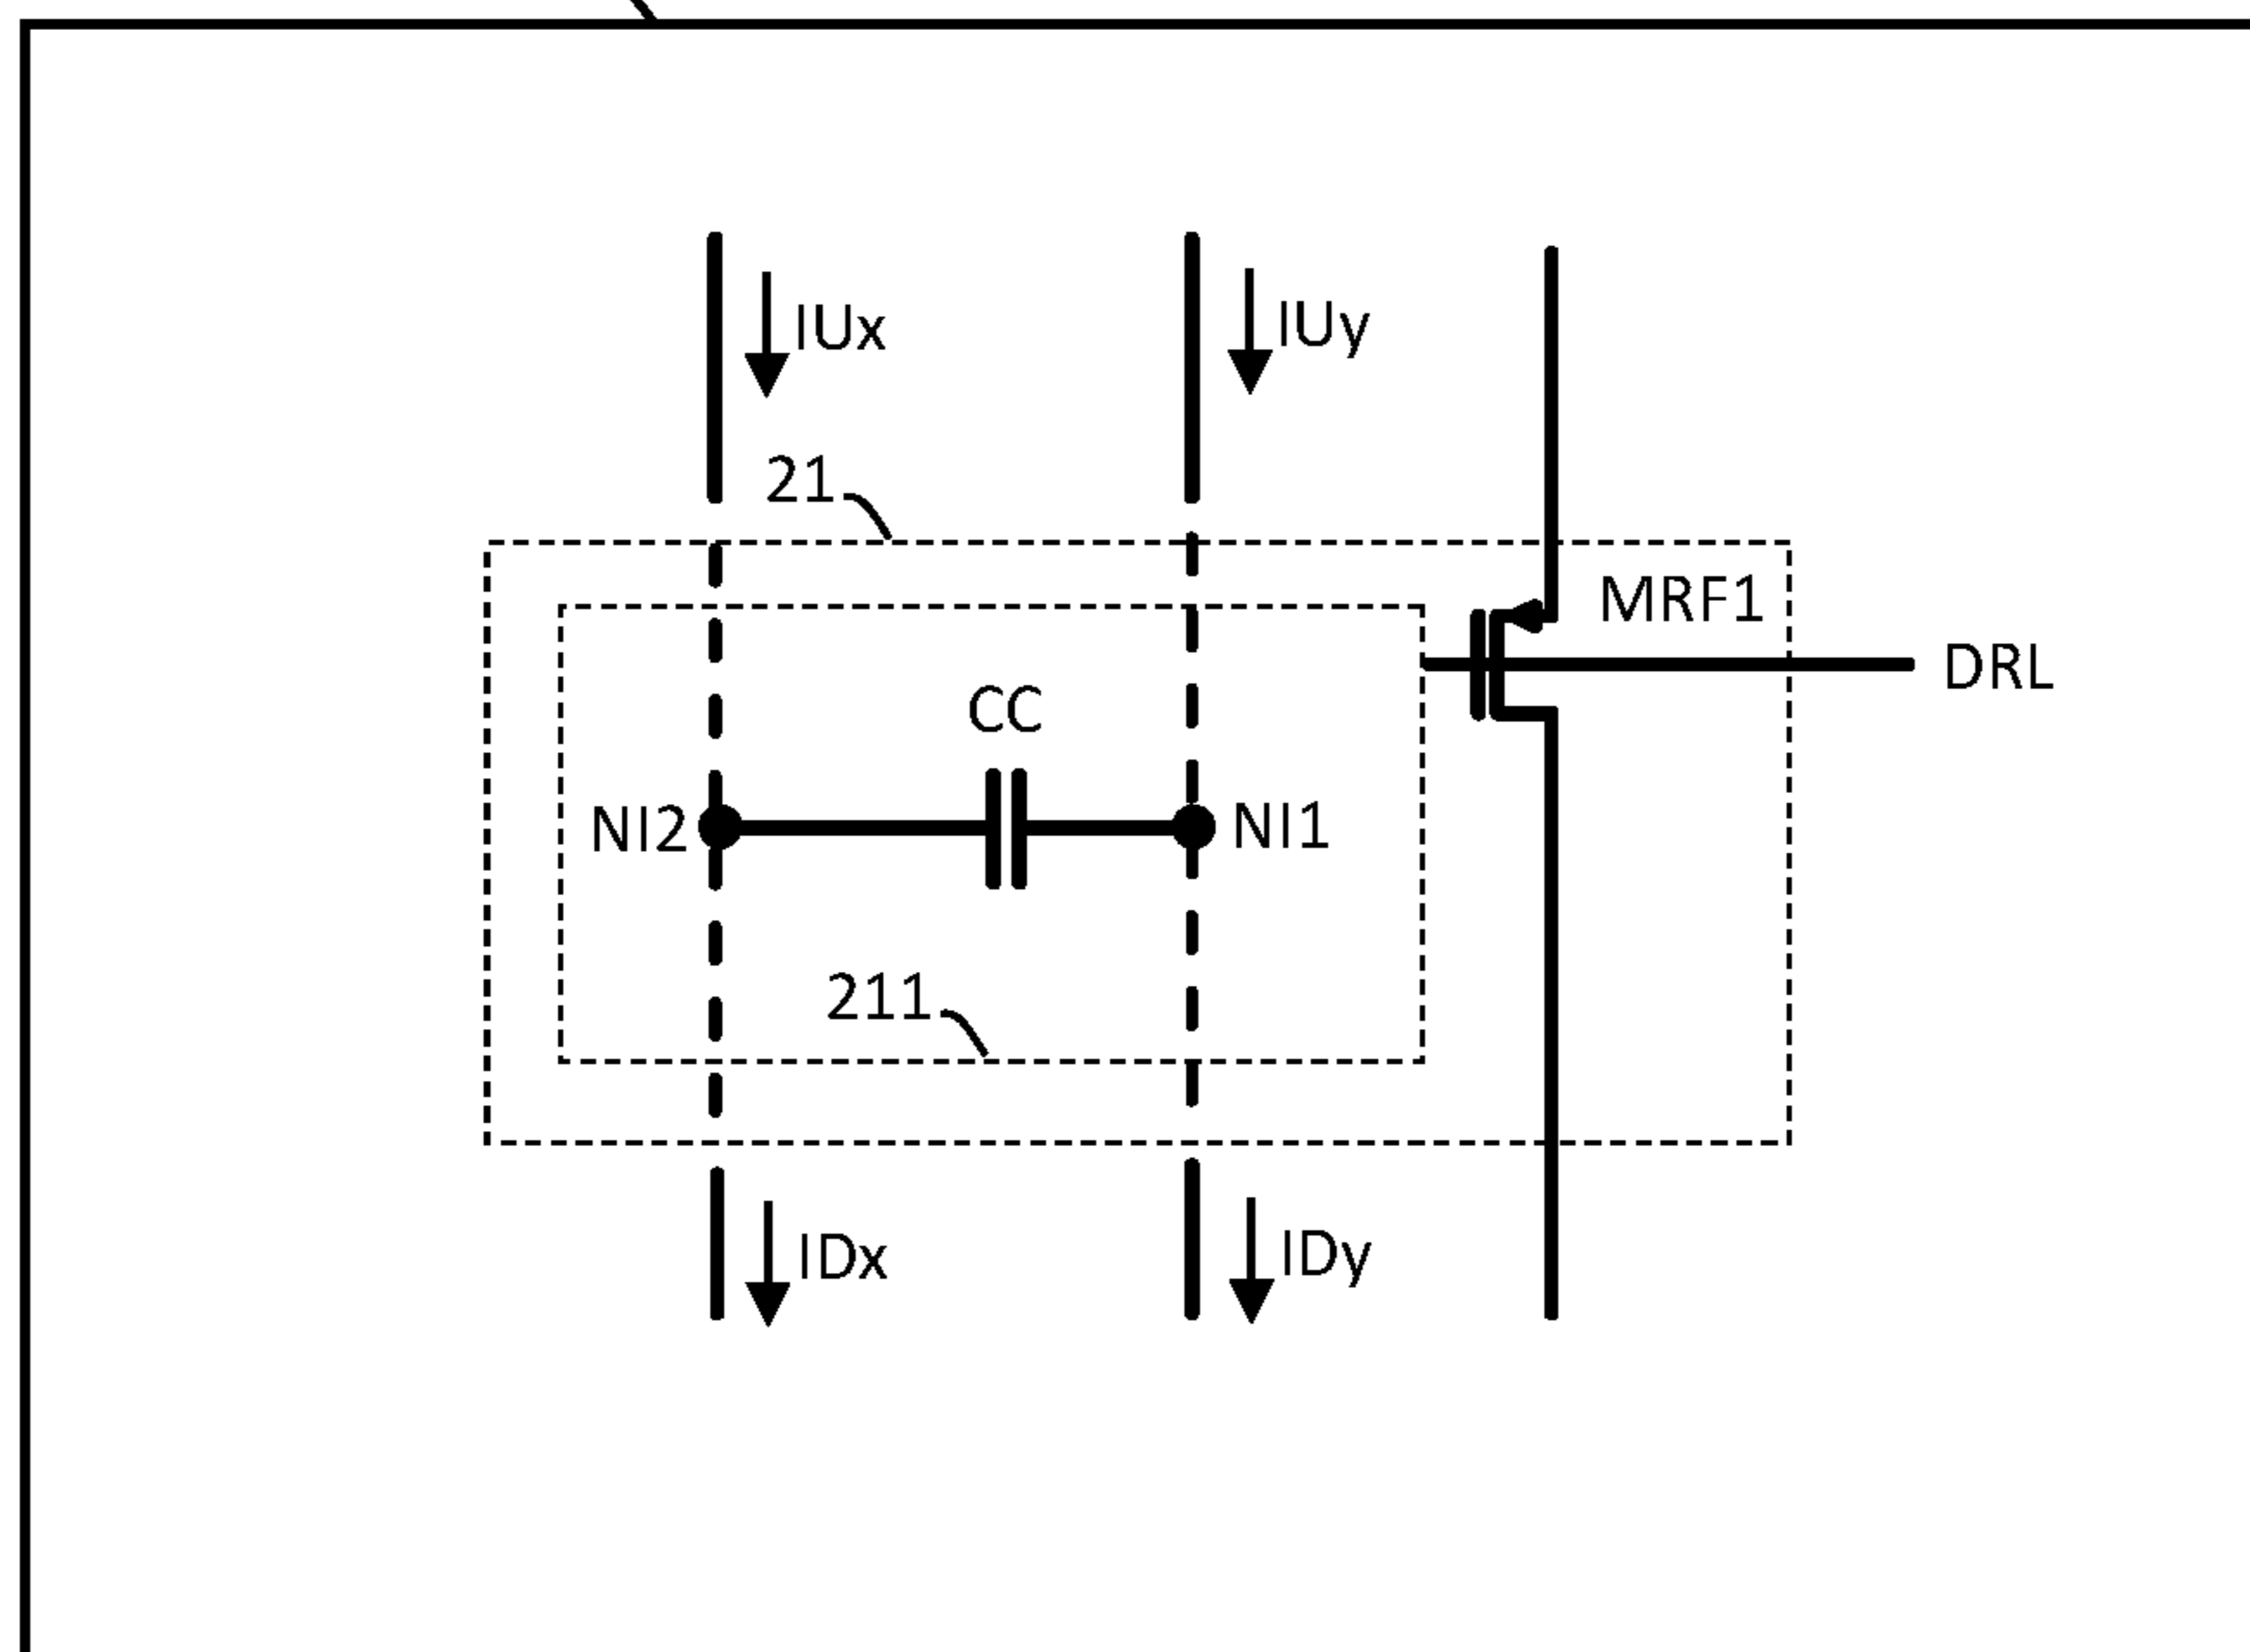 IUx
IUy
21
MRF1
DRL
CC
NI2
NI1
211
IDx
IDy